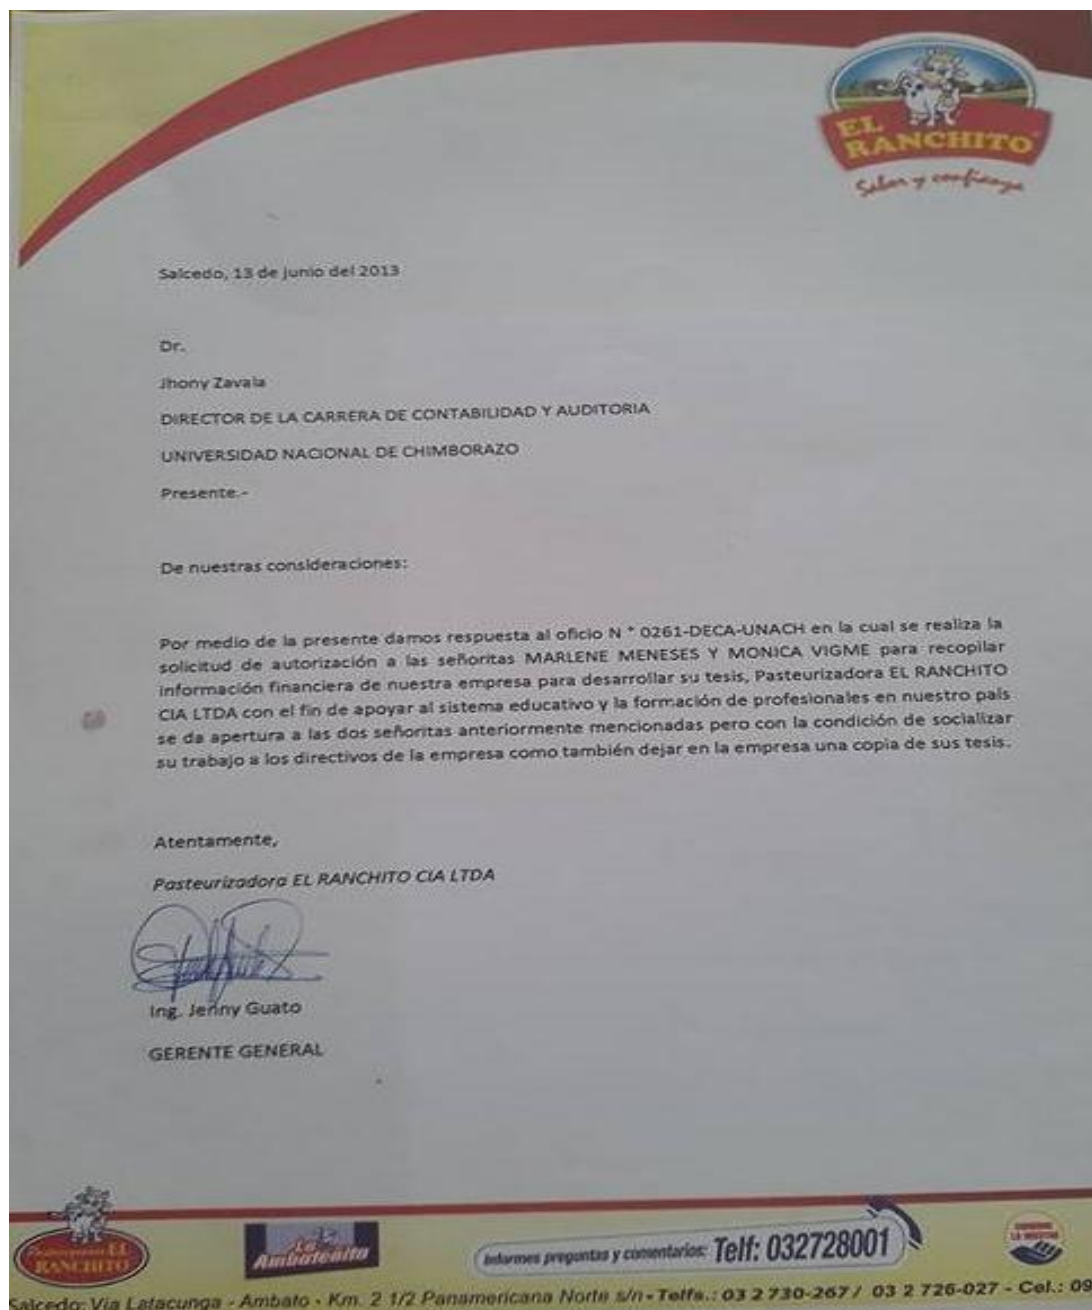 EL
RANCHITO
Sabor y confianza
Salcedo, 13 de junio del 2013
Dr.
Jhony Zavala
DIRECTOR DE LA CARRERA DE CONTABILIDAD Y AUDITORIA
UNIVERSIDAD NACIONAL DE CHIMBORAZO
Presente.-
De nuestras consideraciones:
Por medio de la presente damos respuesta al oficio N ° 0261-DECA-UNACH en la cual se realiza la
solicitud de autorización a las señoritas MARLENE MENESES Y MONICA VIGME para recopilar
información financiera de nuestra empresa para desarrollar su tesis, Pasteurizadora EL RANCHITO
CIA LTDA con el fin de apoyar al sistema educativo y la formación de profesionales en nuestro país
se da apertura a las dos señoritas anteriormente mencionadas pero con la condición de socializar
su trabajo a los directivos de la empresa como también dejar en la empresa una copia de sus tesis.
Atentamente,
Pasteurizadora EL RANCHITO CIA LTDA
Ing. Jenny Guato
GERENTE GENERAL
Pasteurizadora EL
RANCHITO
La
Ambateñita
Informes preguntas y comentarios: Telf: 032728001
Salcedo: Via Latacunga - Ambato - Km. 2 1/2 Panamericana Norte s/n - Telfs.: 03 2 730-267 / 03 2 726-027 - Cel.: 09